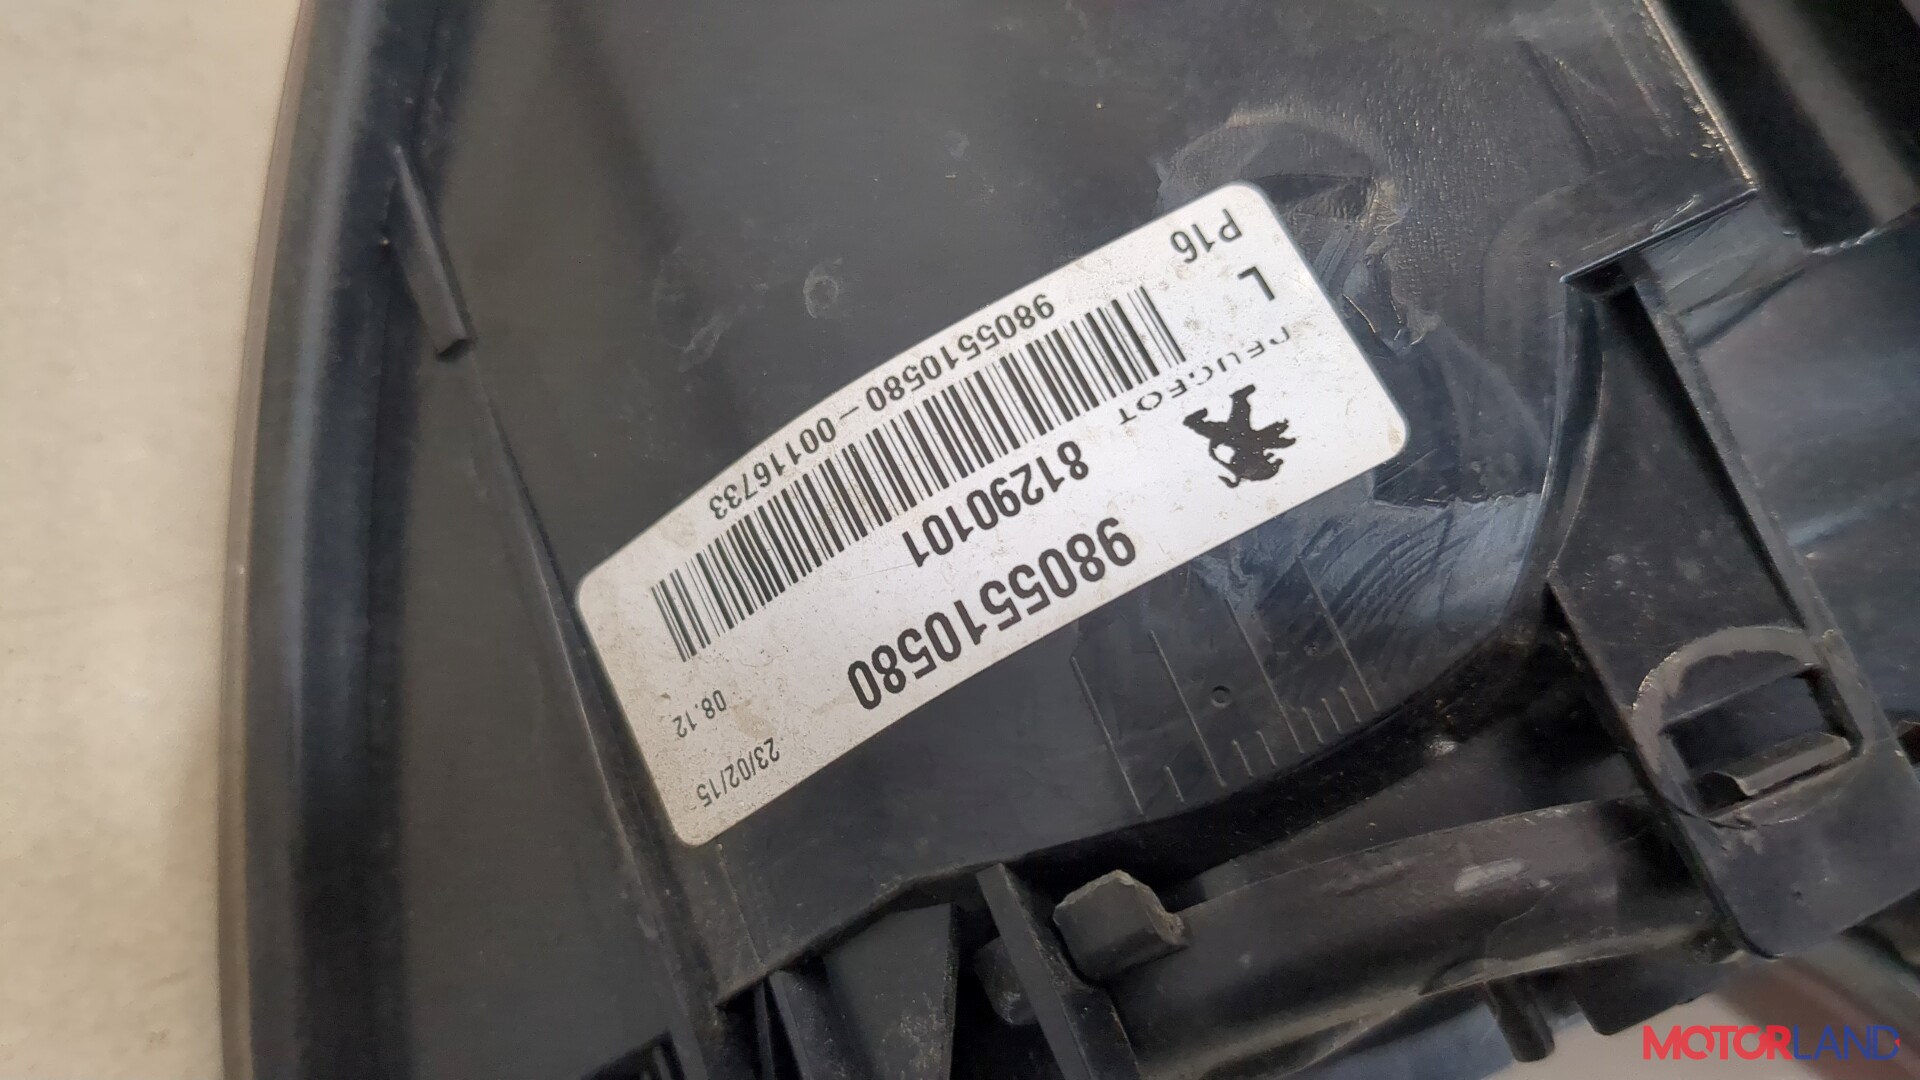 9805510580
23/02/15
81290101
08.12
PEUGEOT
L
9805510580 - 00116733
P16
MOTORLAND